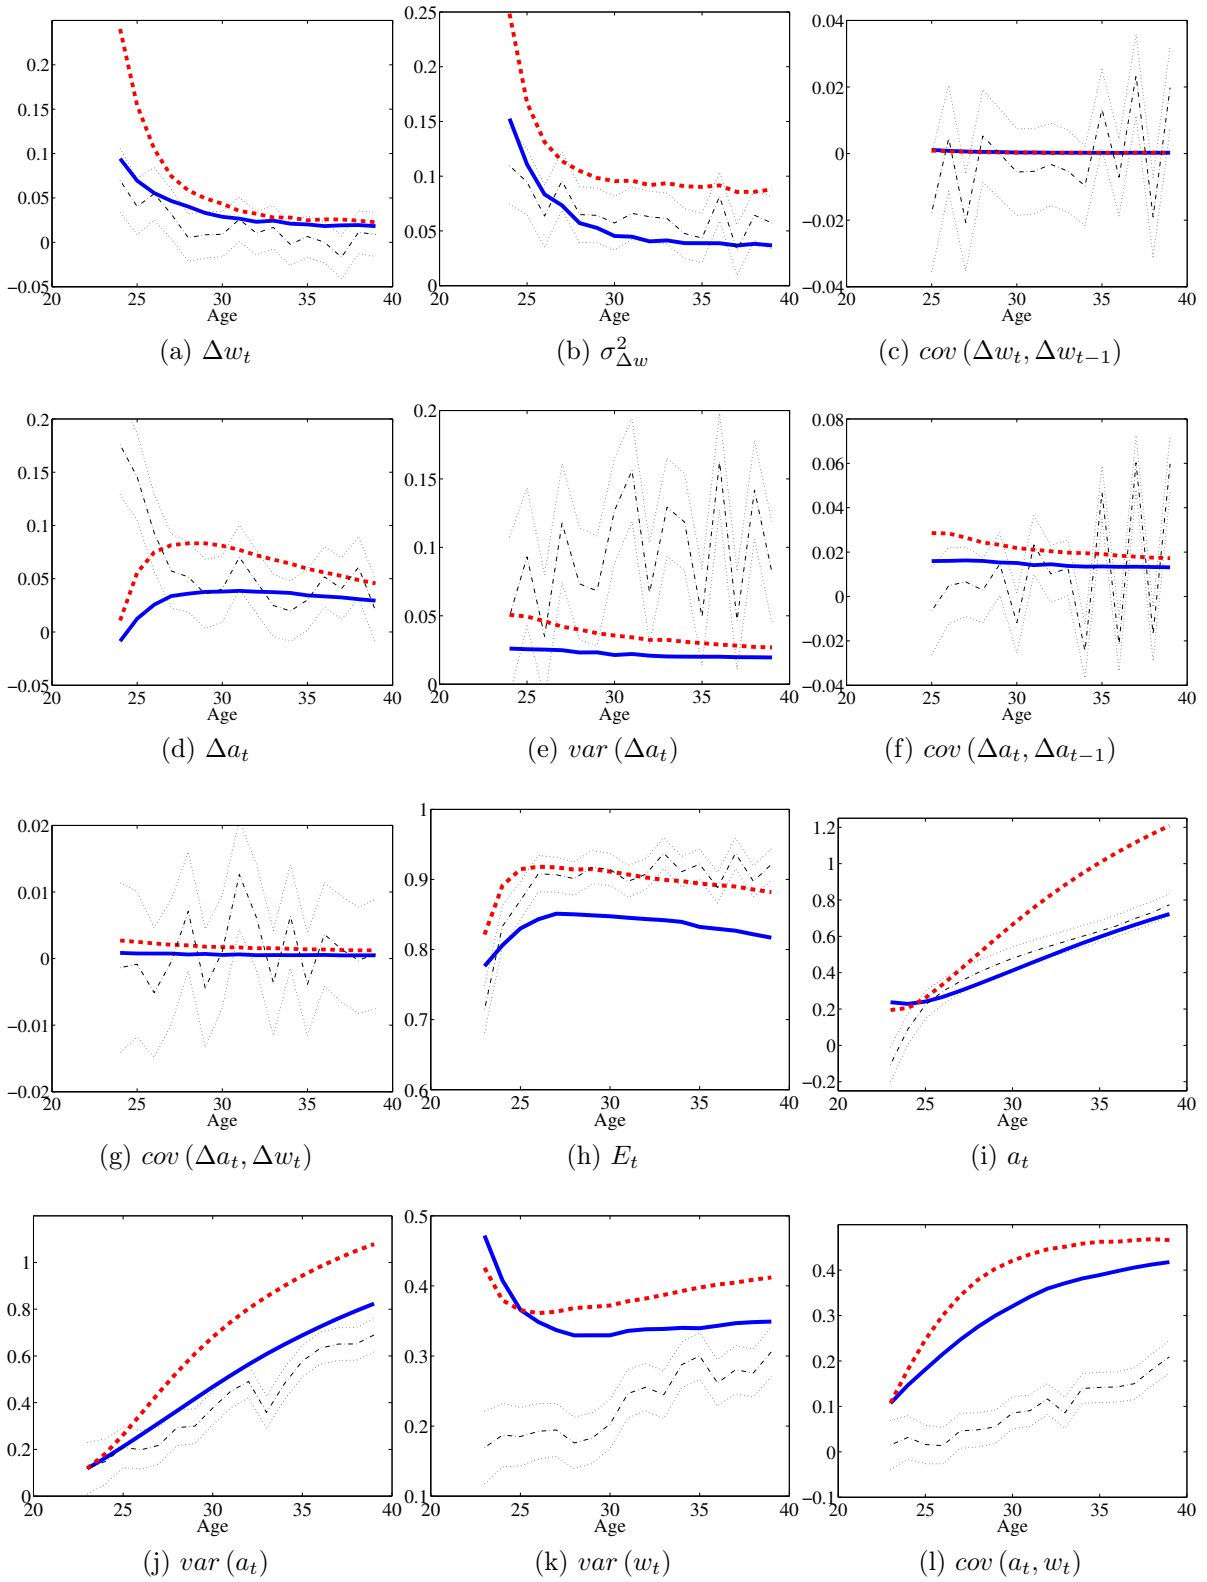 0.2
0.15
0.1
0.05
0
−0.05
20 25 30 35 40
Age
(a) Δw_t
0.25
0.2
0.15
0.1
0.05
0
20 25 30 35 40
Age
(b) σ²_Δw
0.04
0.02
0
−0.02
−0.04
20 25 30 35 40
Age
(c) cov (Δw_t, Δw_{t−1})
0.2
0.15
0.1
0.05
0
−0.05
20 25 30 35 40
Age
(d) Δa_t
0.2
0.15
0.1
0.05
0
20 25 30 35 40
Age
(e) var (Δa_t)
0.08
0.06
0.04
0.02
0
−0.02
−0.04
20 25 30 35 40
Age
(f) cov (Δa_t, Δa_{t−1})
0.02
0.01
0
−0.01
−0.02
20 25 30 35 40
Age
(g) cov (Δa_t, Δw_t)
1
0.9
0.8
0.7
0.6
20 25 30 35 40
Age
(h) E_t
1.2
1
0.8
0.6
0.4
0.2
0
−0.2
20 25 30 35 40
Age
(i) a_t
1
0.8
0.6
0.4
0.2
0
20 25 30 35 40
Age
(j) var (a_t)
0.5
0.4
0.3
0.2
0.1
20 25 30 35 40
Age
(k) var (w_t)
0.4
0.3
0.2
0.1
0
−0.1
20 25 30 35 40
Age
(l) cov (a_t, w_t)